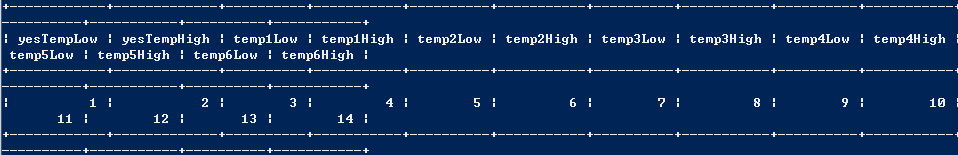 | yesTempLow | yesTempHigh | temp1Low | temp1High | temp2Low | temp2High | temp3Low | temp3High | temp4Low | temp4High |
temp5Low | temp5High | temp6Low | temp6High |
| 1 | 2 | 3 | 4 | 5 | 6 | 7 | 8 | 9 | 10 |
11 | 12 | 13 | 14 |